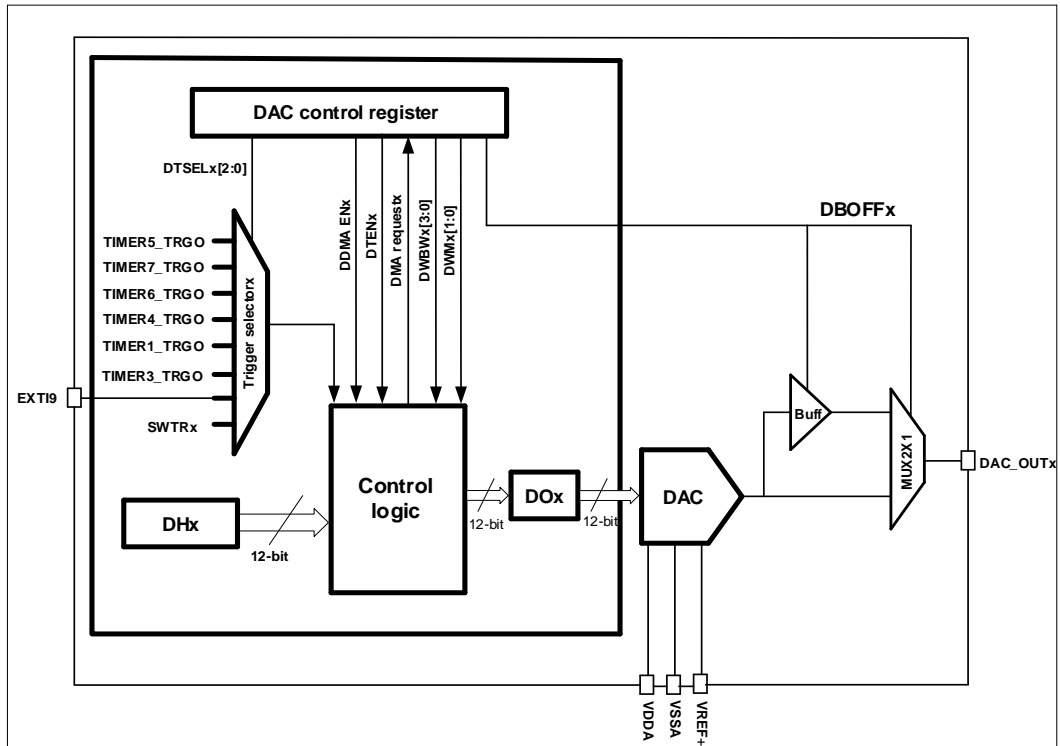 DAC control register
DTSELx[2:0]
DDMA ENx
DTENx
DMA requestx
DWBWx[3:0]
DWMx[1:0]
DBOFFx
TIMER5_TRGO
TIMER7_TRGO
TIMER6_TRGO
TIMER4_TRGO
TIMER1_TRGO
TIMER3_TRGO
EXTI9
SWTRx
Trigger selectorx
Control
logic
DHx
12-bit
12-bit
DOx
12-bit
DAC
Buff
MUX2X1
DAC_OUTx
VDDA
VSSA
VREF+